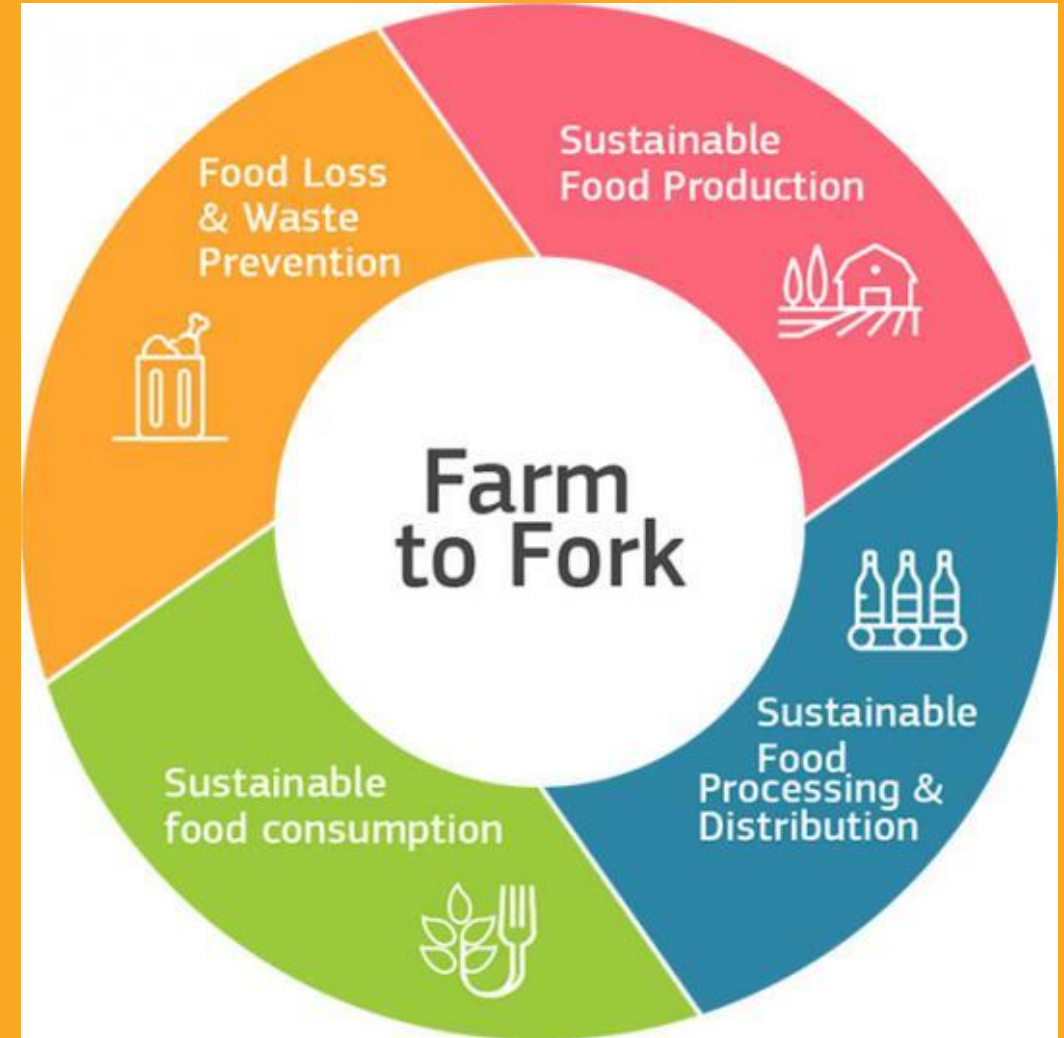 Sustainable
Food Production
Food Loss
& Waste
Prevention
Farm
to Fork
Sustainable
Food
Processing &
Distribution
Sustainable
food consumption